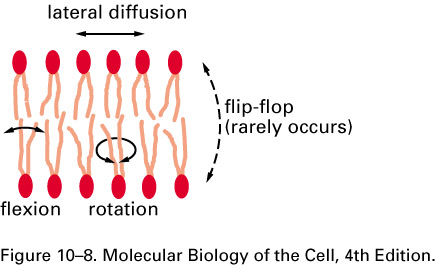 lateral diffusion
flip-flop
(rarely occurs)
flexion
rotation
Figure 10–8. Molecular Biology of the Cell, 4th Edition.